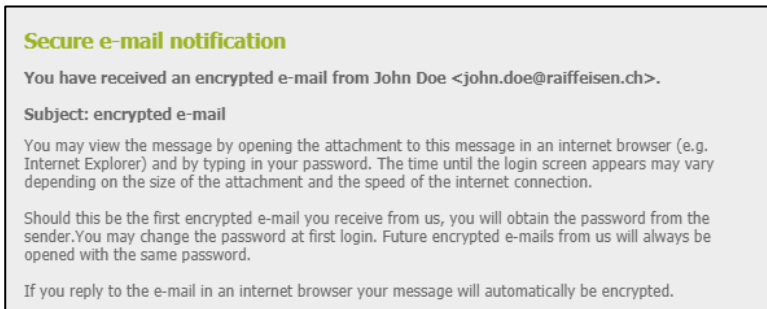 Secure e-mail notification
You have received an encrypted e-mail from John Doe <john.doe@raiffeisen.ch>.
Subject: encrypted e-mail
You may view the message by opening the attachment to this message in an internet browser (e.g.
Internet Explorer) and by typing in your password. The time until the login screen appears may vary
depending on the size of the attachment and the speed of the internet connection.
Should this be the first encrypted e-mail you receive from us, you will obtain the password from the
sender.You may change the password at first login. Future encrypted e-mails from us will always be
opened with the same password.
If you reply to the e-mail in an internet browser your message will automatically be encrypted.